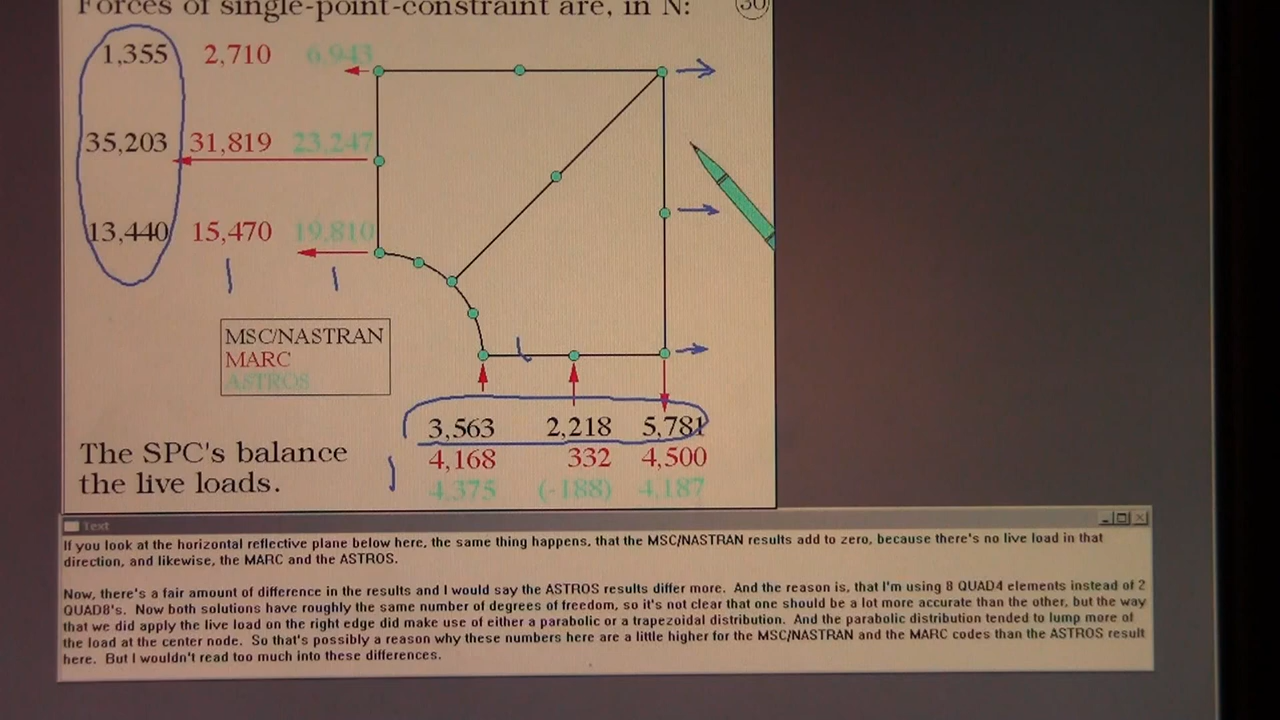 Forces of single-point-constraint are, in N:
30
1,355 2,710 6,943
35,203 31,819 23,247
13,440 15,470 19,810
MSC/NASTRAN
MARC
ASTROS
3,563 2,218 5,781
4,168 332 4,500
4,375 (-188) 4,187
The SPC's balance
the live loads.
Text
If you look at the horizontal reflective plane below here, the same thing happens, that the MSC/NASTRAN results add to zero, because there's no live load in that
direction, and likewise, the MARC and the ASTROS.
Now, there's a fair amount of difference in the results and I would say the ASTROS results differ more. And the reason is, that I'm using 8 QUAD4 elements instead of 2
QUAD8's. Now both solutions have roughly the same number of degrees of freedom, so it's not clear that one should be a lot more accurate than the other, but the way
that we did apply the live load on the right edge did make use of either a parabolic or a trapezoidal distribution. And the parabolic distribution tended to lump more of
the load at the center node. So that's possibly a reason why these numbers here are a little higher for the MSC/NASTRAN and the MARC codes than the ASTROS result
here. But I wouldn't read too much into these differences.